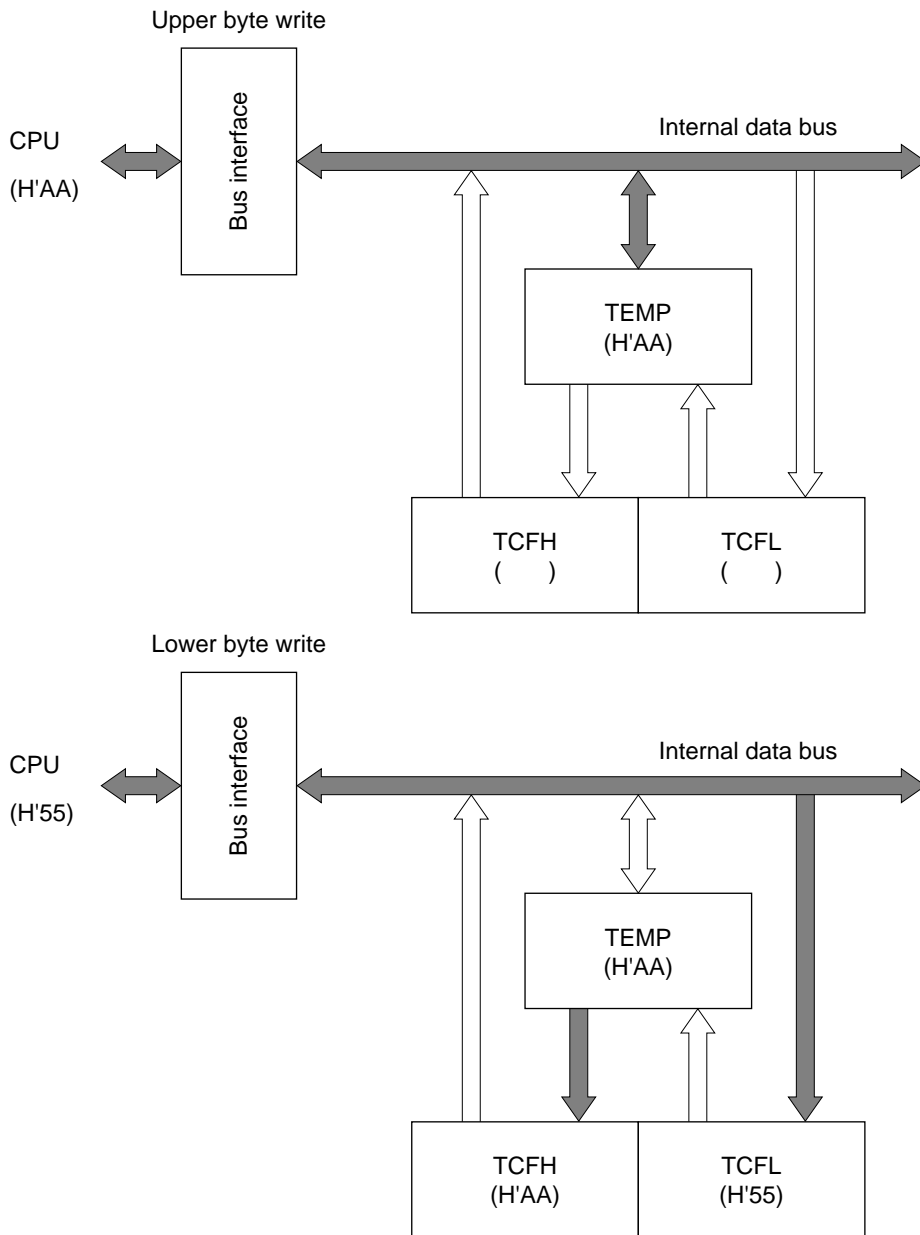 Upper byte write
Bus interface
CPU
(H'AA)
Internal data bus
TEMP
(H'AA)
TCFH
(    )
TCFL
(    )
Lower byte write
Bus interface
CPU
(H'55)
Internal data bus
TEMP
(H'AA)
TCFH
(H'AA)
TCFL
(H'55)